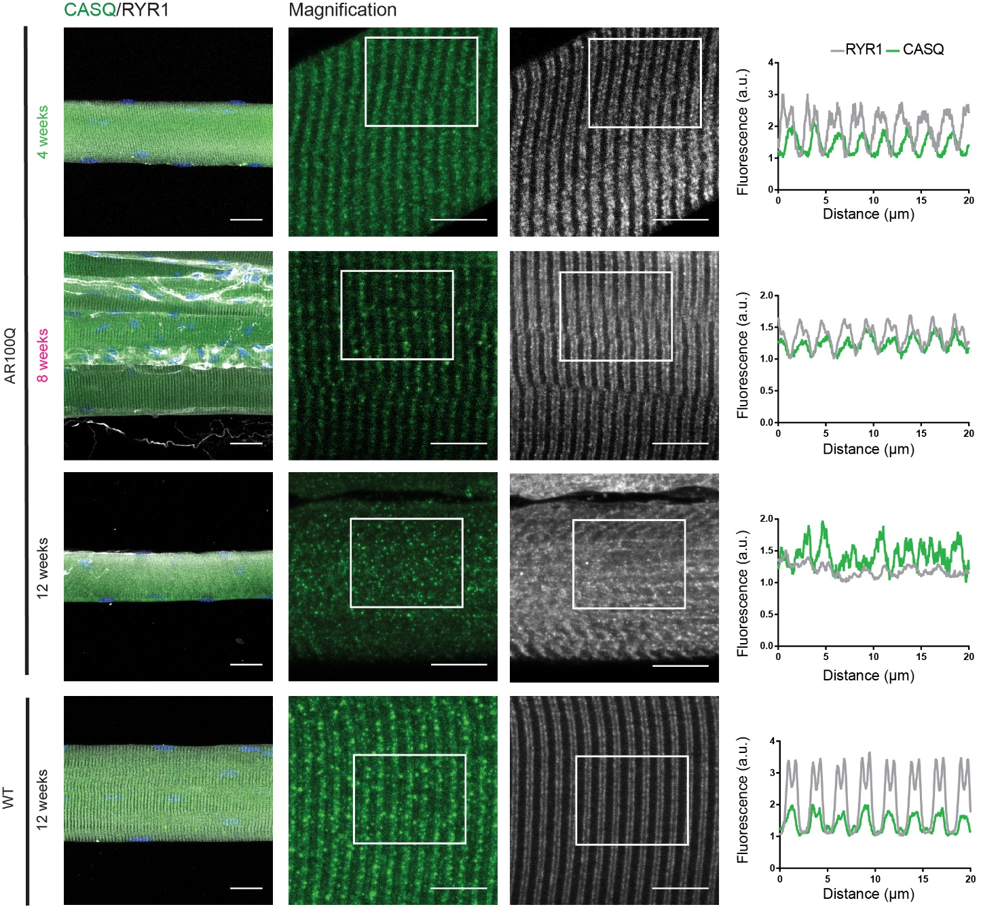 CASQ/RYR1
Magnification
AR100Q
4 weeks
RYR1 CASQ
Fluorescence (a.u.)
4
3
2
1
0
0 5 10 15 20
Distance (µm)
8 weeks
Fluorescence (a.u.)
2.0
1.5
1.0
0.5
0.0
0 5 10 15 20
Distance (µm)
12 weeks
Fluorescence (a.u.)
2.0
1.5
1.0
0.5
0.0
0 5 10 15 20
Distance (µm)
WT
12 weeks
Fluorescence (a.u.)
4
3
2
1
0
0 5 10 15 20
Distance (µm)